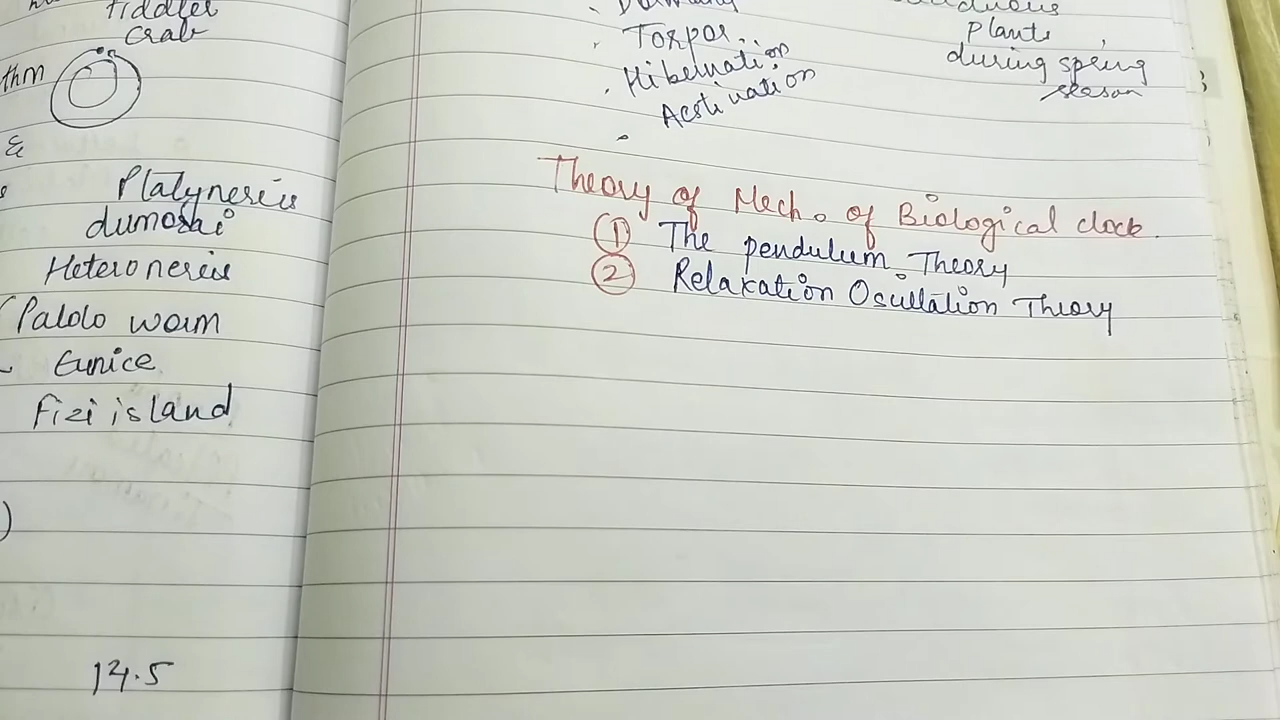 fiddler
crab
thm
&
Platynereis
dumorhi
Heteronereis
(Palolo worm
Eunice
Fizi island
)
14.5
Torpor.
Hibernation
Aestivation
Plants,
during spring
season
Theory of Mech. of Biological clock.
① The pendulum Theory
② Relaxation Oscillation Theory